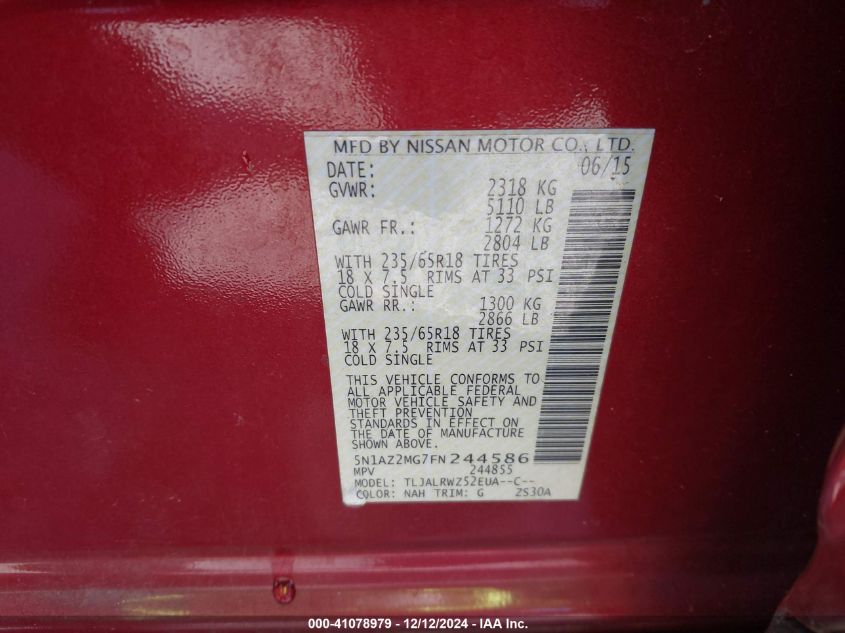 MFD BY NISSAN MOTOR CO., LTD.
DATE: 06/15
GVWR: 2318 KG
5110 LB
GAWR FR.: 1272 KG
2804 LB
WITH 235/65R18 TIRES
18 X 7.5 RIMS AT 33 PSI
COLD SINGLE
GAWR RR.: 1300 KG
2866 LB
WITH 235/65R18 TIRES
18 X 7.5 RIMS AT 33 PSI
COLD SINGLE
THIS VEHICLE CONFORMS TO
ALL APPLICABLE FEDERAL
MOTOR VEHICLE SAFETY AND
THEFT PREVENTION
STANDARDS IN EFFECT ON
THE DATE OF MANUFACTURE
SHOWN ABOVE.
5N1AZ2MG7FN244586
MPV 244855
MODEL: TLJALRWZ52EUA--C--
COLOR: NAH TRIM: G ZS30A
000-41078979 - 12/12/2024 - IAA Inc.